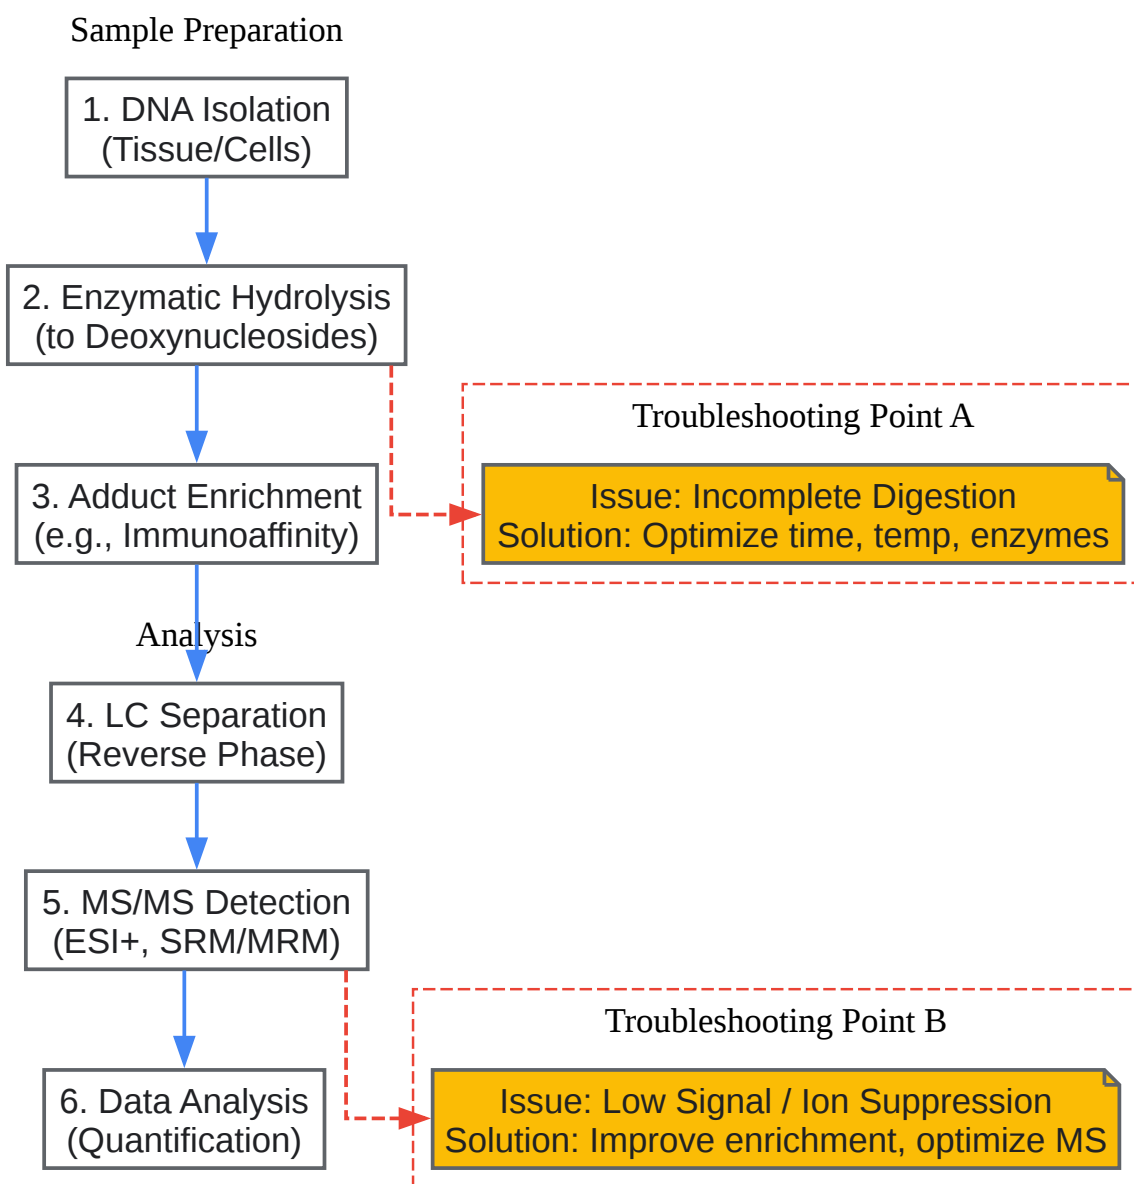 Sample Preparation
1. DNA Isolation
(Tissue/Cells)
2. Enzymatic Hydrolysis
(to Deoxynucleosides)
Troubleshooting Point A
3. Adduct Enrichment
(e.g., Immunoaffinity)
Issue: Incomplete Digestion
Solution: Optimize time, temp, enzymes
Analysis
4. LC Separation
(Reverse Phase)
5. MS/MS Detection
(ESI+, SRM/MRM)
Troubleshooting Point B
6. Data Analysis
(Quantification)
Issue: Low Signal / Ion Suppression
Solution: Improve enrichment, optimize MS